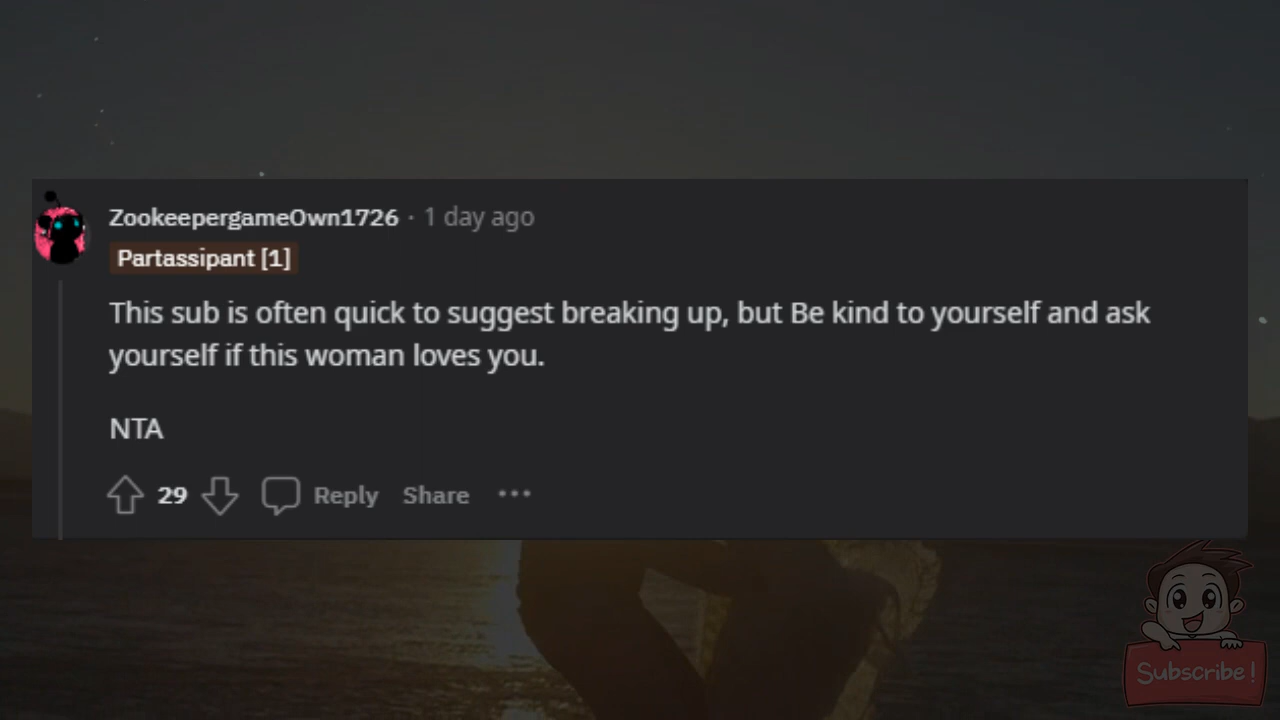 ZookeepergameOwn1726 · 1 day ago
Partassipant [1]
This sub is often quick to suggest breaking up, but Be kind to yourself and ask
yourself if this woman loves you.
NTA
29 Reply Share ···
Subscribe!